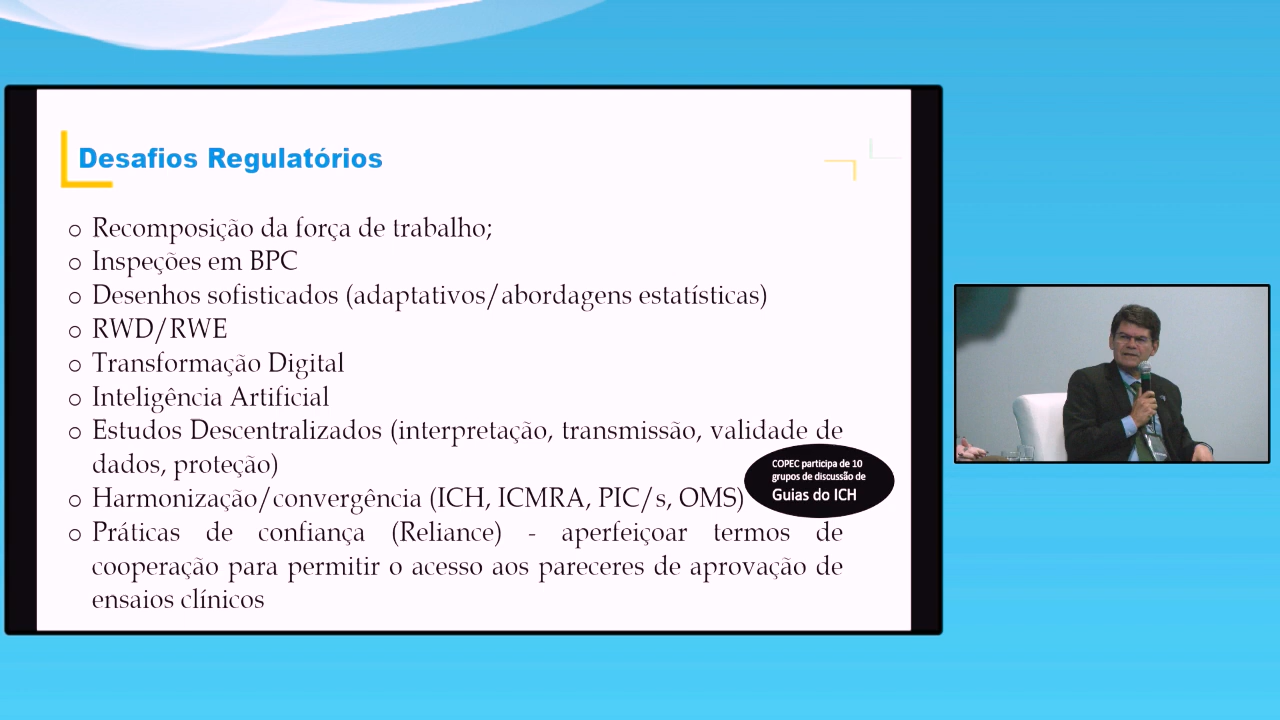 Desafios Regulatórios
o Recomposição da força de trabalho;
o Inspeções em BPC
o Desenhos sofisticados (adaptativos/abordagens estatísticas)
o RWD/RWE
o Transformação Digital
o Inteligência Artificial
o Estudos Descentralizados (interpretação, transmissão, validade de
dados, proteção)
o Harmonização/convergência (ICH, ICMRA, PIC/s, OMS)
COPEC participa de 10
grupos de discussão de
Guias do ICH
o Práticas de confiança (Reliance) - aperfeiçoar termos de
cooperação para permitir o acesso aos pareceres de aprovação de
ensaios clínicos